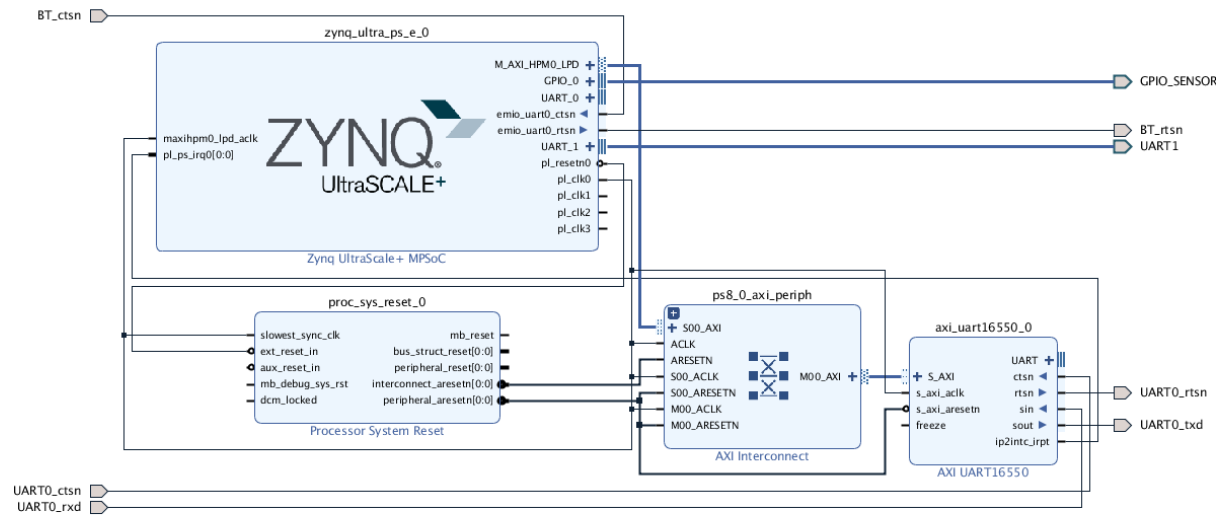 BT_ctsn
zynq_ultra_ps_e_0
M_AXI_HPM0_LPD
GPIO_0
UART_0
emio_uart0_ctsn
emio_uart0_rtsn
UART_1
pl_resetn0
pl_clk0
pl_clk1
pl_clk2
pl_clk3
maxihpm0_lpd_aclk
pl_ps_irq0[0:0]
ZYNQ®
UltraSCALE+
Zynq UltraScale+ MPSoC
GPIO_SENSOR
BT_rtsn
UART1
proc_sys_reset_0
slowest_sync_clk
ext_reset_in
aux_reset_in
mb_debug_sys_rst
dcm_locked
mb_reset
bus_struct_reset[0:0]
peripheral_reset[0:0]
interconnect_aresetn[0:0]
peripheral_aresetn[0:0]
Processor System Reset
ps8_0_axi_periph
S00_AXI
ACLK
ARESETN
S00_ACLK
S00_ARESETN
M00_ACLK
M00_ARESETN
M00_AXI
AXI Interconnect
axi_uart16550_0
S_AXI
s_axi_aclk
s_axi_aresetn
freeze
UART
ctsn
rtsn
sin
sout
ip2intc_irpt
AXI UART16550
UART0_rtsn
UART0_txd
UART0_ctsn
UART0_rxd